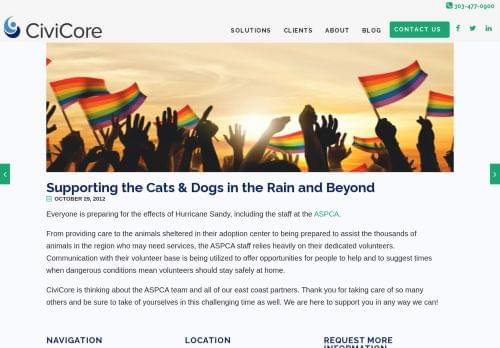 303-477-0900
CiviCore
SOLUTIONS CLIENTS ABOUT BLOG CONTACT US
Supporting the Cats & Dogs in the Rain and Beyond
OCTOBER 29, 2012
Everyone is preparing for the effects of Hurricane Sandy, including the staff at the ASPCA.
From providing care to the animals sheltered in their adoption center to being prepared to assist the thousands of
animals in the region who may need services, the ASPCA staff relies heavily on their dedicated volunteers.
Communication with their volunteer base is being utilized to offer opportunities for people to help and to suggest times
when dangerous conditions mean volunteers should stay safely at home.
CiviCore is thinking about the ASPCA team and all of our east coast partners. Thank you for taking care of so many
others and be sure to take of yourselves in this challenging time as well. We are here to support you in any way we can!
NAVIGATION
LOCATION
REQUEST MORE
INFORMATION